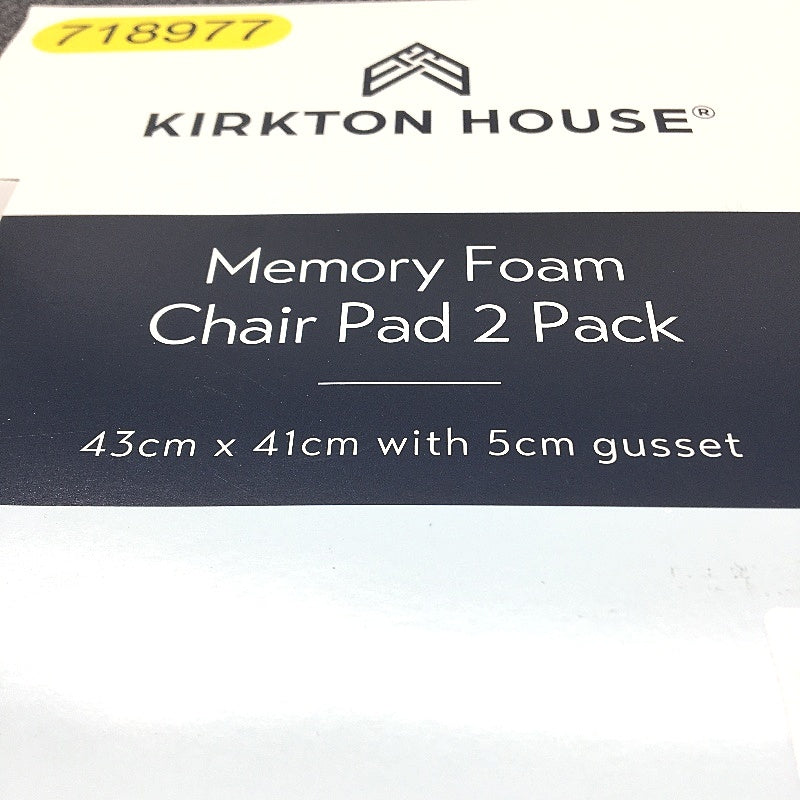 718977
KIRKTON HOUSE®
Memory Foam
Chair Pad 2 Pack
43cm x 41cm with 5cm gusset